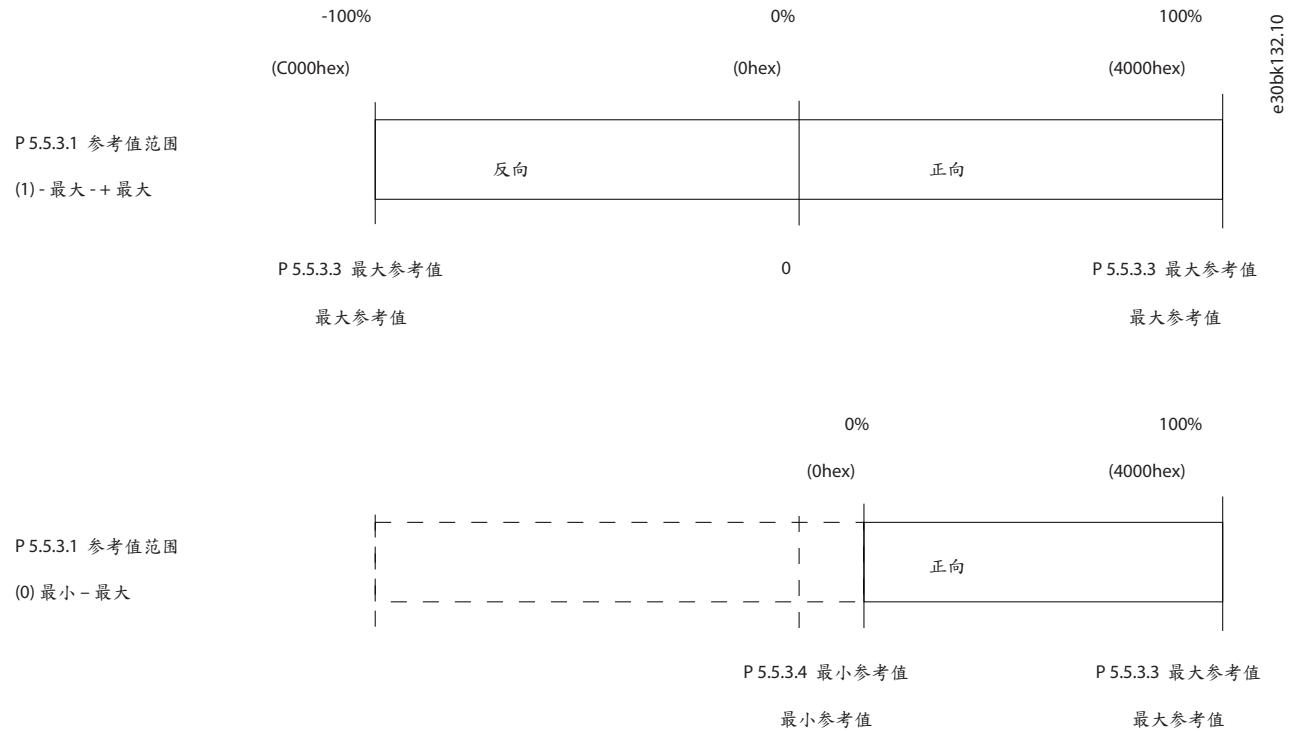 -100% 0% 100%
(C000hex) (0hex) (4000hex)
e30bk132.10
P 5.5.3.1 参考值范围
(1) - 最大 - + 最大
反向 正向
P 5.5.3.3 最大参考值 0 P 5.5.3.3 最大参考值
最大参考值 最大参考值
0% 100%
(0hex) (4000hex)
P 5.5.3.1 参考值范围
(0) 最小 – 最大
正向
P 5.5.3.4 最小参考值 P 5.5.3.3 最大参考值
最小参考值 最大参考值